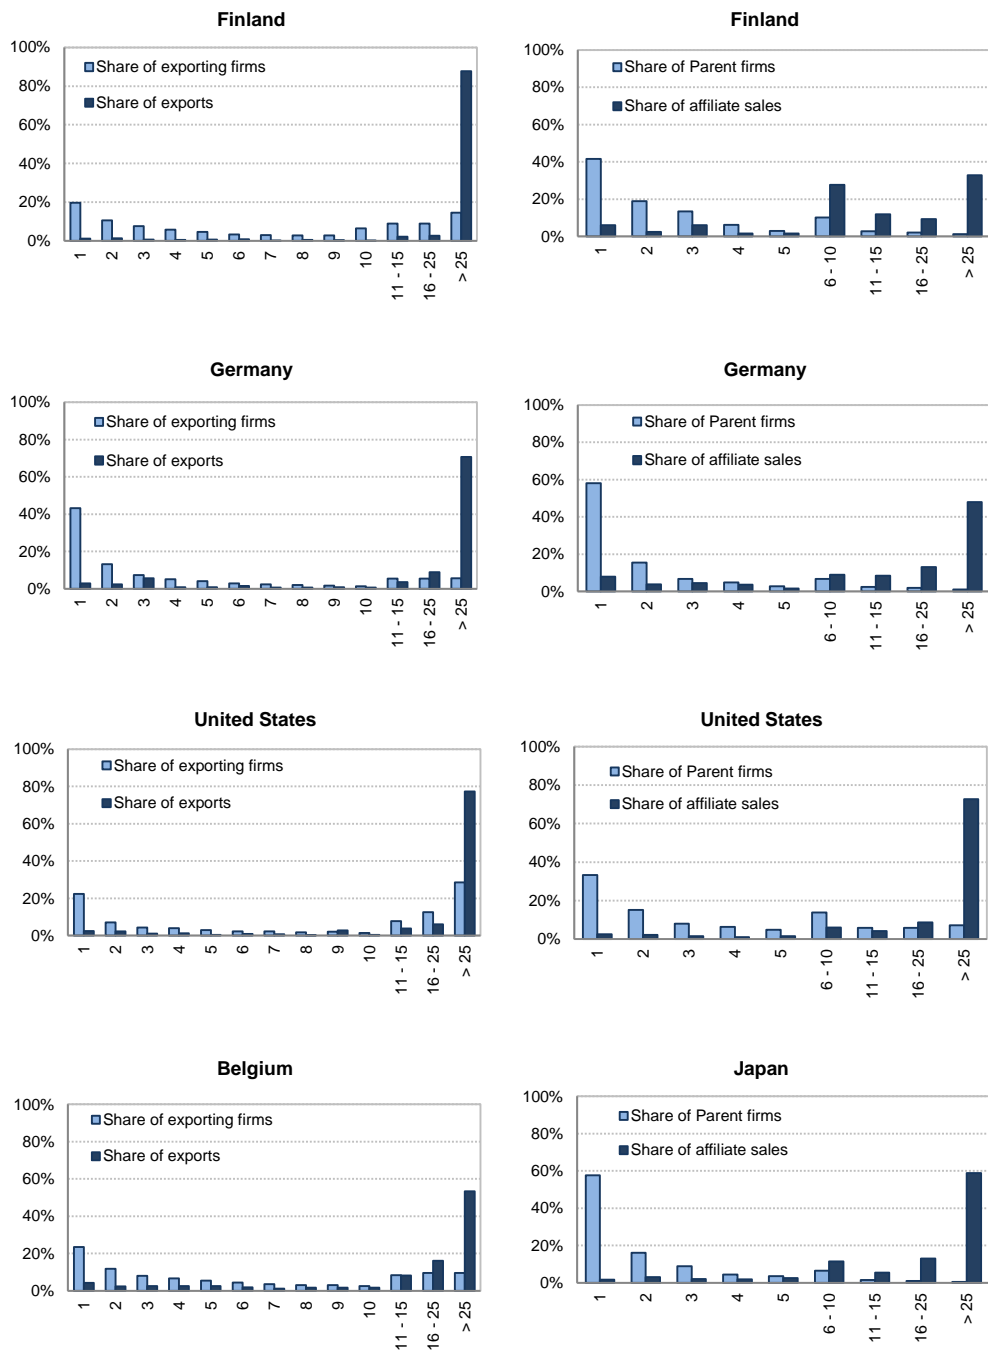 Finland
100%
80%
60%
40%
20%
0%
Share of exporting firms
Share of exports
1
2
3
4
5
6
7
8
9
10
11 - 15
16 - 25
> 25
Finland
100%
80%
60%
40%
20%
0%
Share of Parent firms
Share of affiliate sales
1
2
3
4
5
6 - 10
11 - 15
16 - 25
> 25
Germany
100%
80%
60%
40%
20%
0%
Share of exporting firms
Share of exports
1
2
3
4
5
6
7
8
9
10
11 - 15
16 - 25
> 25
Germany
100%
80%
60%
40%
20%
0%
Share of Parent firms
Share of affiliate sales
1
2
3
4
5
6 - 10
11 - 15
16 - 25
> 25
United States
100%
80%
60%
40%
20%
0%
Share of exporting firms
Share of exports
1
2
3
4
5
6
7
8
9
10
11 - 15
16 - 25
> 25
United States
100%
80%
60%
40%
20%
0%
Share of Parent firms
Share of affiliate sales
1
2
3
4
5
6 - 10
11 - 15
16 - 25
> 25
Belgium
100%
80%
60%
40%
20%
0%
Share of exporting firms
Share of exports
1
2
3
4
5
6
7
8
9
10
11 - 15
16 - 25
> 25
Japan
100%
80%
60%
40%
20%
0%
Share of Parent firms
Share of affiliate sales
1
2
3
4
5
6 - 10
11 - 15
16 - 25
> 25